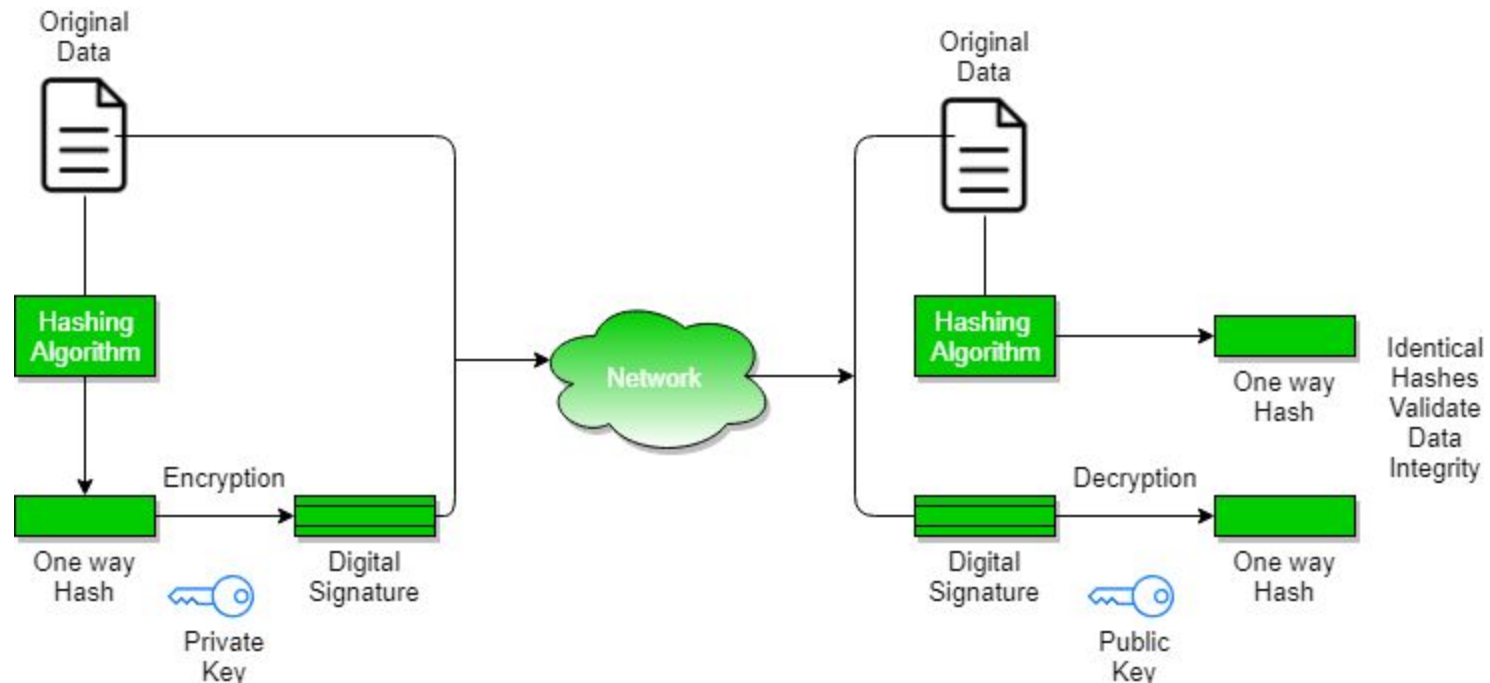 Original
Data
Hashing
Algorithm
One way
Hash
Encryption
Private
Key
Digital
Signature
Network
Original
Data
Hashing
Algorithm
One way
Hash
Digital
Signature
Decryption
Public
Key
One way
Hash
Identical
Hashes
Validate
Data
Integrity